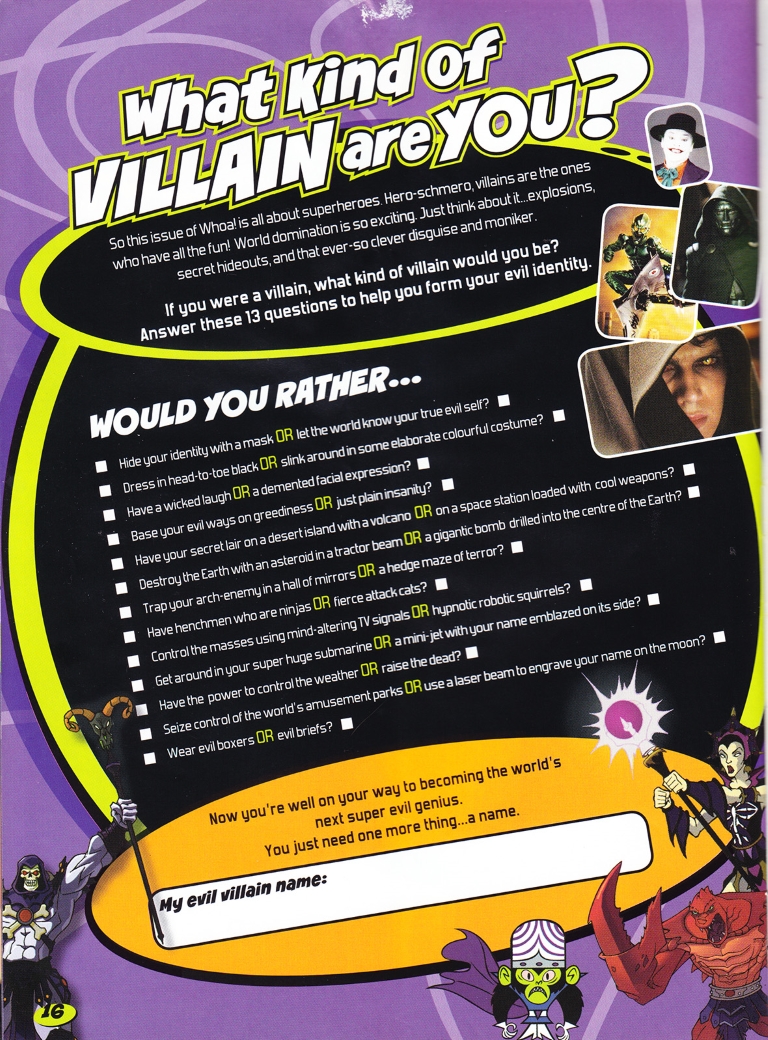 What Kind of
VILLAIN are YOU?
So this issue of Whoa! is all about superheroes. Hero-schmero, villains are the ones
who have all the fun! World domination is so exciting. Just think about it...explosions,
secret hideouts, and that ever-so clever disguise and moniker.
If you were a villain, what kind of villain would you be?
Answer these 13 questions to help you form your evil identity.
WOULD YOU RATHER...
Hide your identity with a mask OR let the world know your true evil self?
Dress in head-to-toe black OR slink around in some elaborate colourful costume?
Have a wicked laugh OR a demented facial expression?
Base your evil ways on greediness OR just plain insanity?
Have your secret lair on a desert island with a volcano OR on a space station loaded with cool weapons?
Destroy the Earth with an asteroid in a tractor beam OR a gigantic bomb drilled into the centre of the Earth?
Trap your arch-enemy in a hall of mirrors OR a hedge maze of terror?
Have henchmen who are ninjas OR fierce attack cats?
Control the masses using mind-altering TV signals OR hypnotic robotic squirrels?
Get around in your super huge submarine OR a mini-jet with your name emblazed on its side?
Have the power to control the weather OR raise the dead?
Seize control of the world's amusement parks OR use a laser beam to engrave your name on the moon?
Wear evil boxers OR evil briefs?
Now you're well on your way to becoming the world's
next super evil genius.
You just need one more thing...a name.
My evil villain name:
16